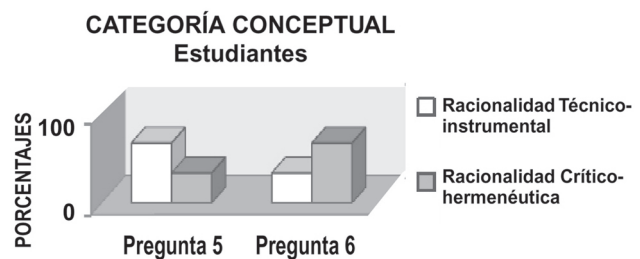 CATEGORÍA CONCEPTUAL
Estudiantes
PORCENTAJES
100
0
Pregunta 5
Pregunta 6
Racionalidad Técnico-
instrumental
Racionalidad Crítico-
hermenéutica